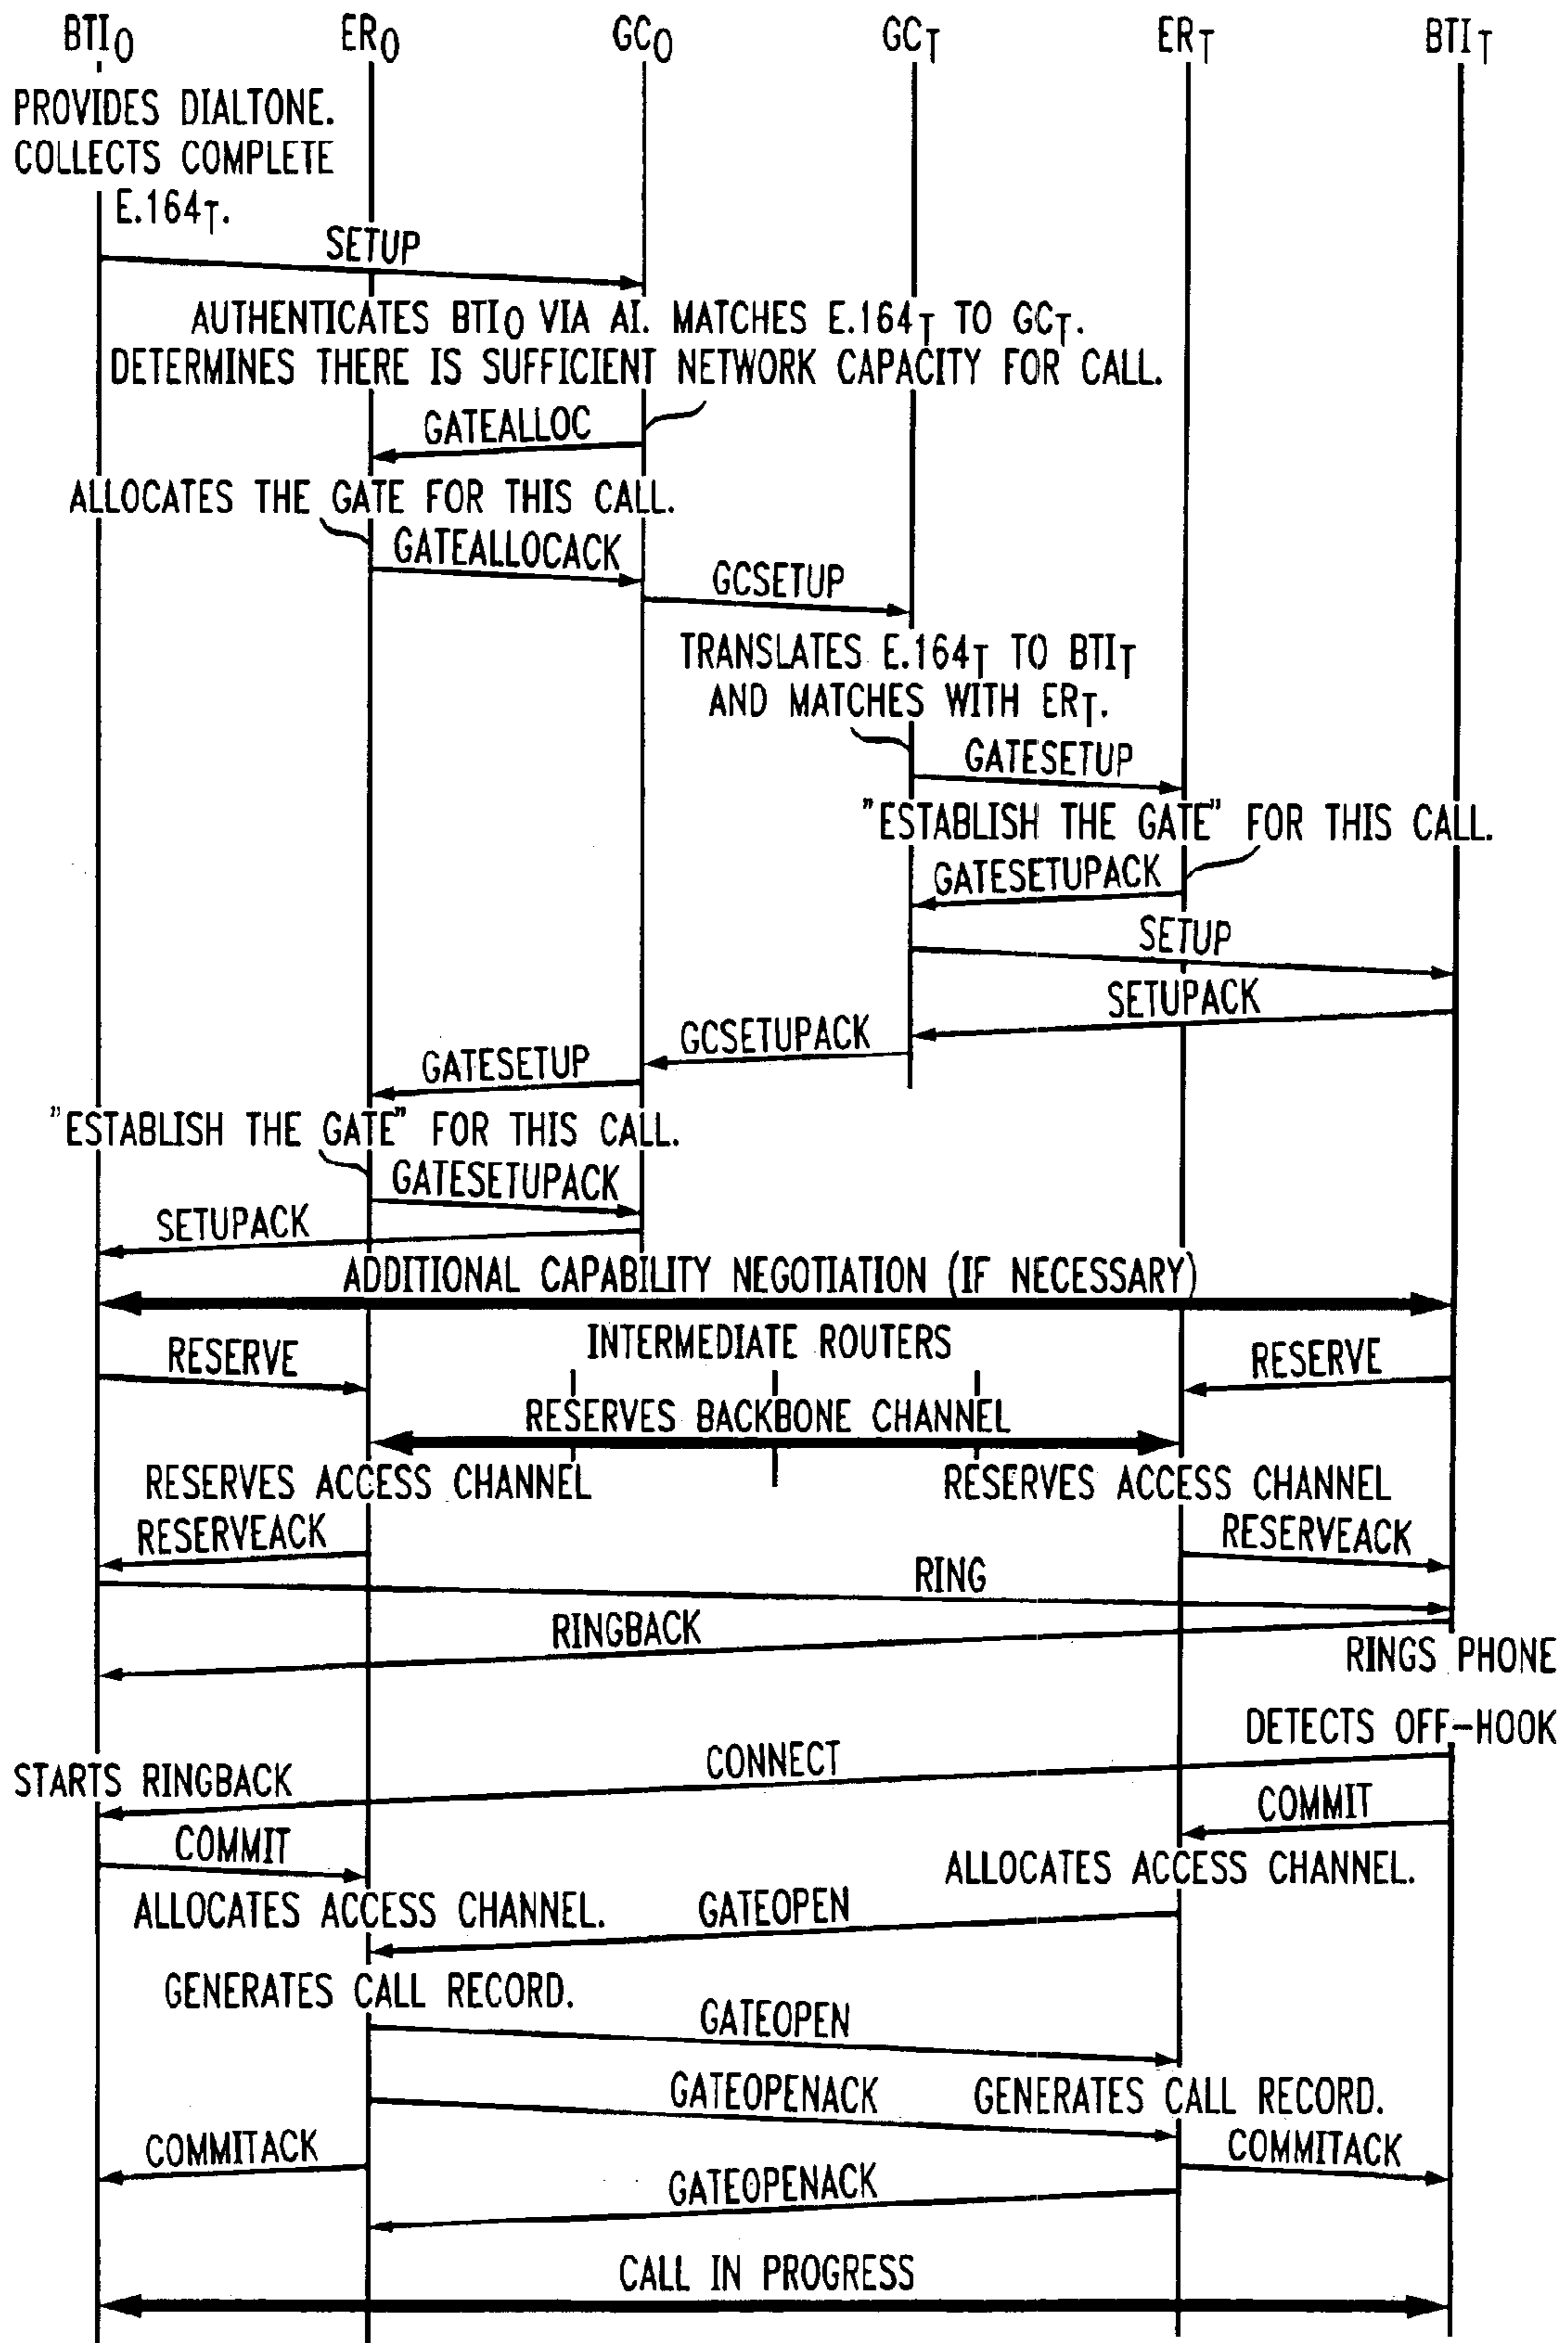 BTIO ERO GCO GCT ERT BTIT
PROVIDES DIALTONE.
COLLECTS COMPLETE
E.164T.
SETUP
AUTHENTICATES BTIO VIA AI. MATCHES E.164T TO GCT.
DETERMINES THERE IS SUFFICIENT NETWORK CAPACITY FOR CALL.
GATEALLOC
ALLOCATES THE GATE FOR THIS CALL.
GATEALLOCACK
GCSETUP
TRANSLATES E.164T TO BTIT
AND MATCHES WITH ERT.
GATESETUP
"ESTABLISH THE GATE" FOR THIS CALL.
GATESETUPACK
SETUP
SETUPACK
GCSETUPACK
GATESETUP
"ESTABLISH THE GATE" FOR THIS CALL.
GATESETUPACK
SETUPACK
ADDITIONAL CAPABILITY NEGOTIATION (IF NECESSARY)
INTERMEDIATE ROUTERS
RESERVE RESERVE
RESERVES BACKBONE CHANNEL
RESERVES ACCESS CHANNEL RESERVES ACCESS CHANNEL
RESERVEACK RESERVEACK
RING
RINGBACK
RINGS PHONE
DETECTS OFF-HOOK
CONNECT
STARTS RINGBACK
COMMIT
COMMIT
ALLOCATES ACCESS CHANNEL.
ALLOCATES ACCESS CHANNEL. GATEOPEN
GENERATES CALL RECORD.
GATEOPEN
GATEOPENACK GENERATES CALL RECORD.
COMMITACK COMMITACK
GATEOPENACK
CALL IN PROGRESS